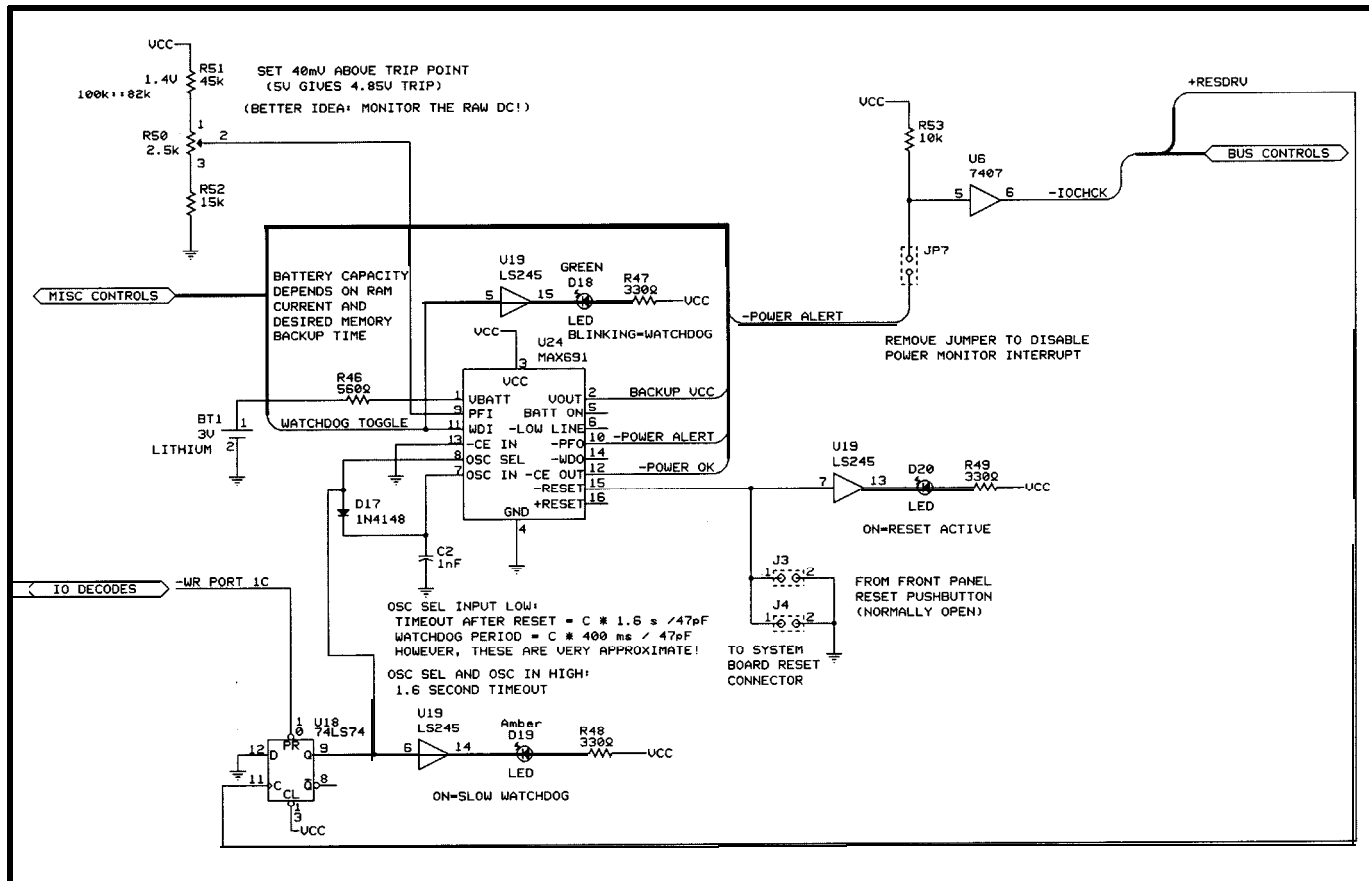 VCC
1.4V
100k::82k
R51
45k
SET 40mV ABOVE TRIP POINT
(5V GIVES 4.85V TRIP)
(BETTER IDEA: MONITOR THE RAW DC!)
R50
2.5k
1
2
3
R52
15k
+RESDRV
VCC
R53
10k
U6
7407
5
6
-IOCHCK
BUS CONTROLS
JP7
-POWER ALERT
REMOVE JUMPER TO DISABLE
POWER MONITOR INTERRUPT
MISC CONTROLS
BATTERY CAPACITY
DEPENDS ON RAM
CURRENT AND
DESIRED MEMORY
BACKUP TIME
U19
LS245
5
15
GREEN
D18
LED
BLINKING=WATCHDOG
R47
330Ω
VCC
VCC
3
U24
MAX691
R46
560Ω
BT1
3V
LITHIUM
1
2
WATCHDOG TOGGLE
VCC
1 VBATT
9 PFI
11 WDI
13 -CE IN
8 OSC SEL
7 OSC IN
VOUT 2 BACKUP VCC
BATT ON 5
-LOW LINE 6
-PFO 10 -POWER ALERT
-WDO 14
-CE OUT 12 -POWER OK
-RESET 15
+RESET 16
GND
4
D17
1N4148
C2
1nF
U19
LS245
7
13
D20
LED
R49
330Ω
VCC
ON=RESET ACTIVE
J3
1
2
J4
1
2
FROM FRONT PANEL
RESET PUSHBUTTON
(NORMALLY OPEN)
TO SYSTEM
BOARD RESET
CONNECTOR
IO DECODES
-WR PORT 1C
OSC SEL INPUT LOW:
TIMEOUT AFTER RESET = C * 1.6 s /47pF
WATCHDOG PERIOD = C * 400 ms / 47pF
HOWEVER, THESE ARE VERY APPROXIMATE!
OSC SEL AND OSC IN HIGH:
1.6 SECOND TIMEOUT
U18
74LS74
1
0
PR
12 D
Q 9
11 C
Q 8
CL
1
3
VCC
U19
LS245
6
14
Amber
D19
LED
R48
330Ω
VCC
ON=SLOW WATCHDOG